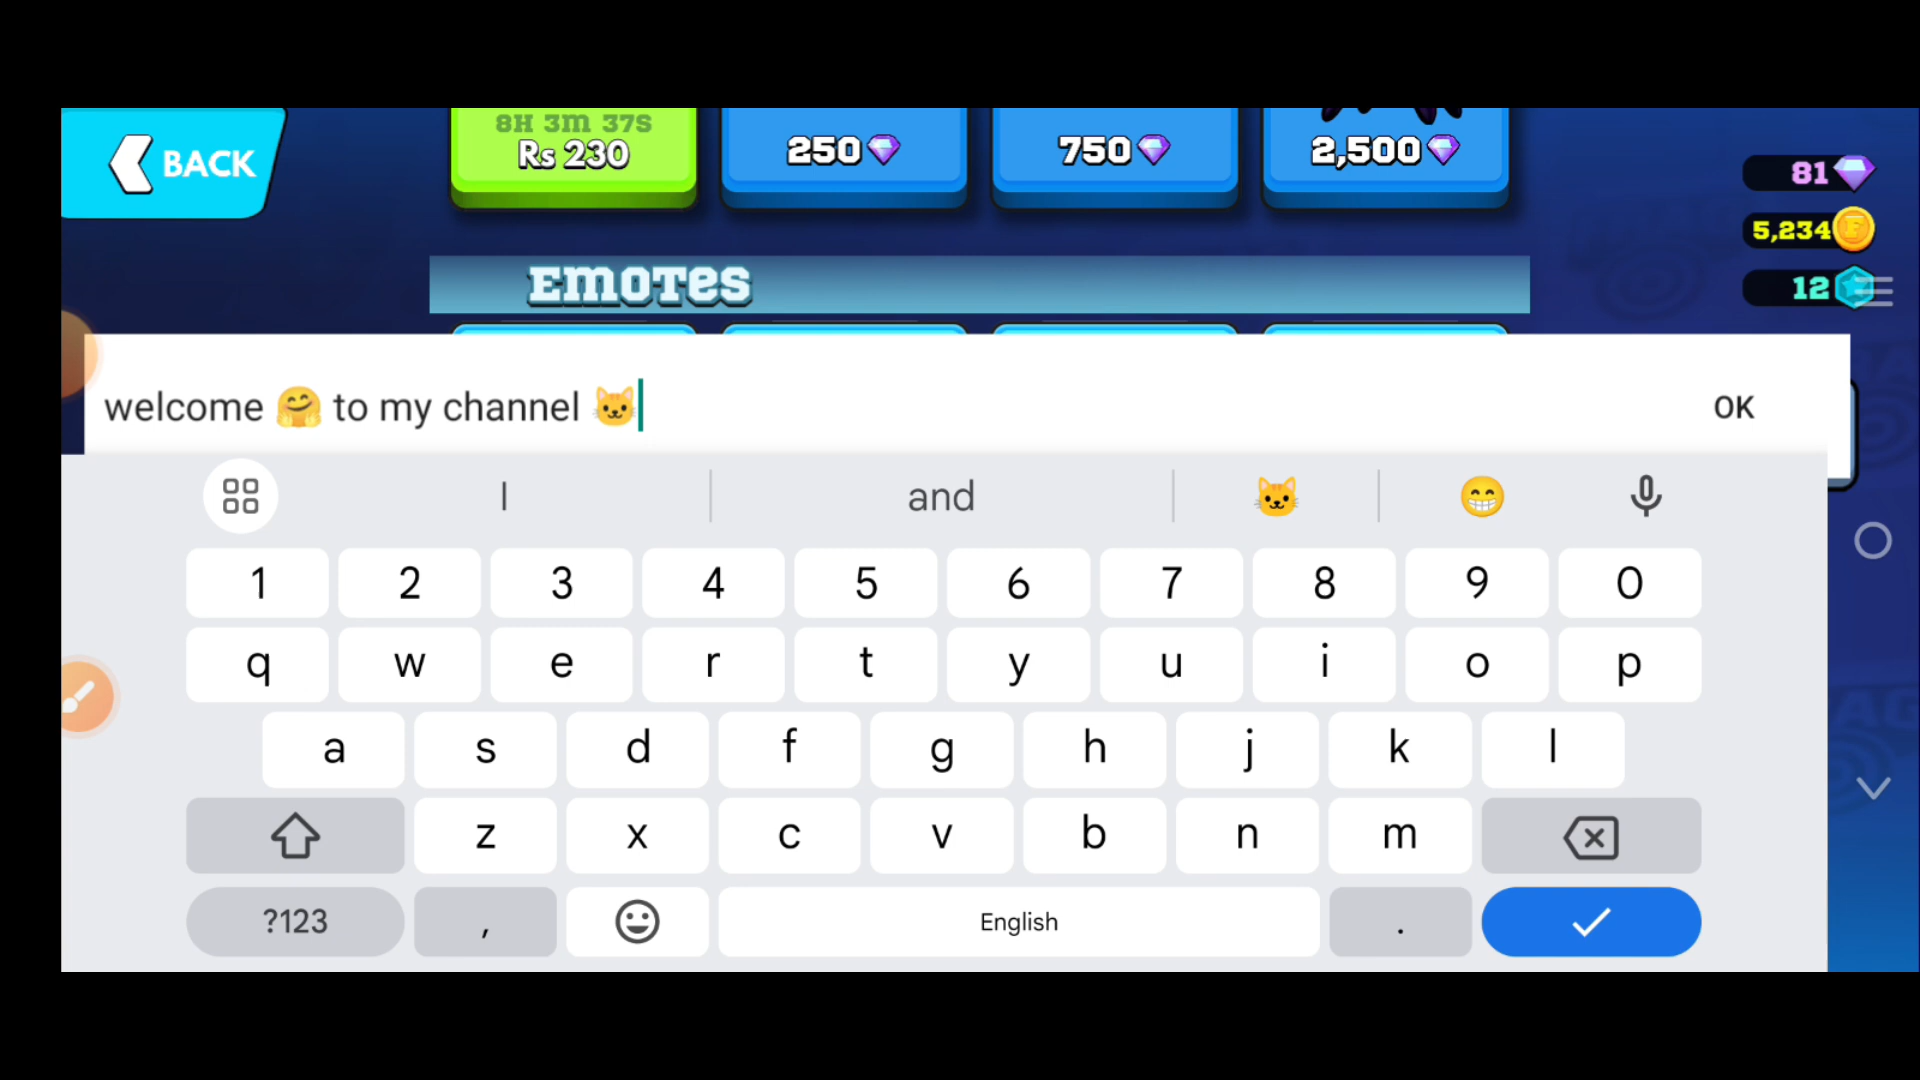 BACK
8H 3m 37S
Rs 230
250
750
2,500
81
5,234
12
EmoTes
welcome 🤗 to my channel 🐱
OK
I
and
🐱
😁
1 2 3 4 5 6 7 8 9 0
q w e r t y u i o p
a s d f g h j k l
z x c v b n m
?123 , English .